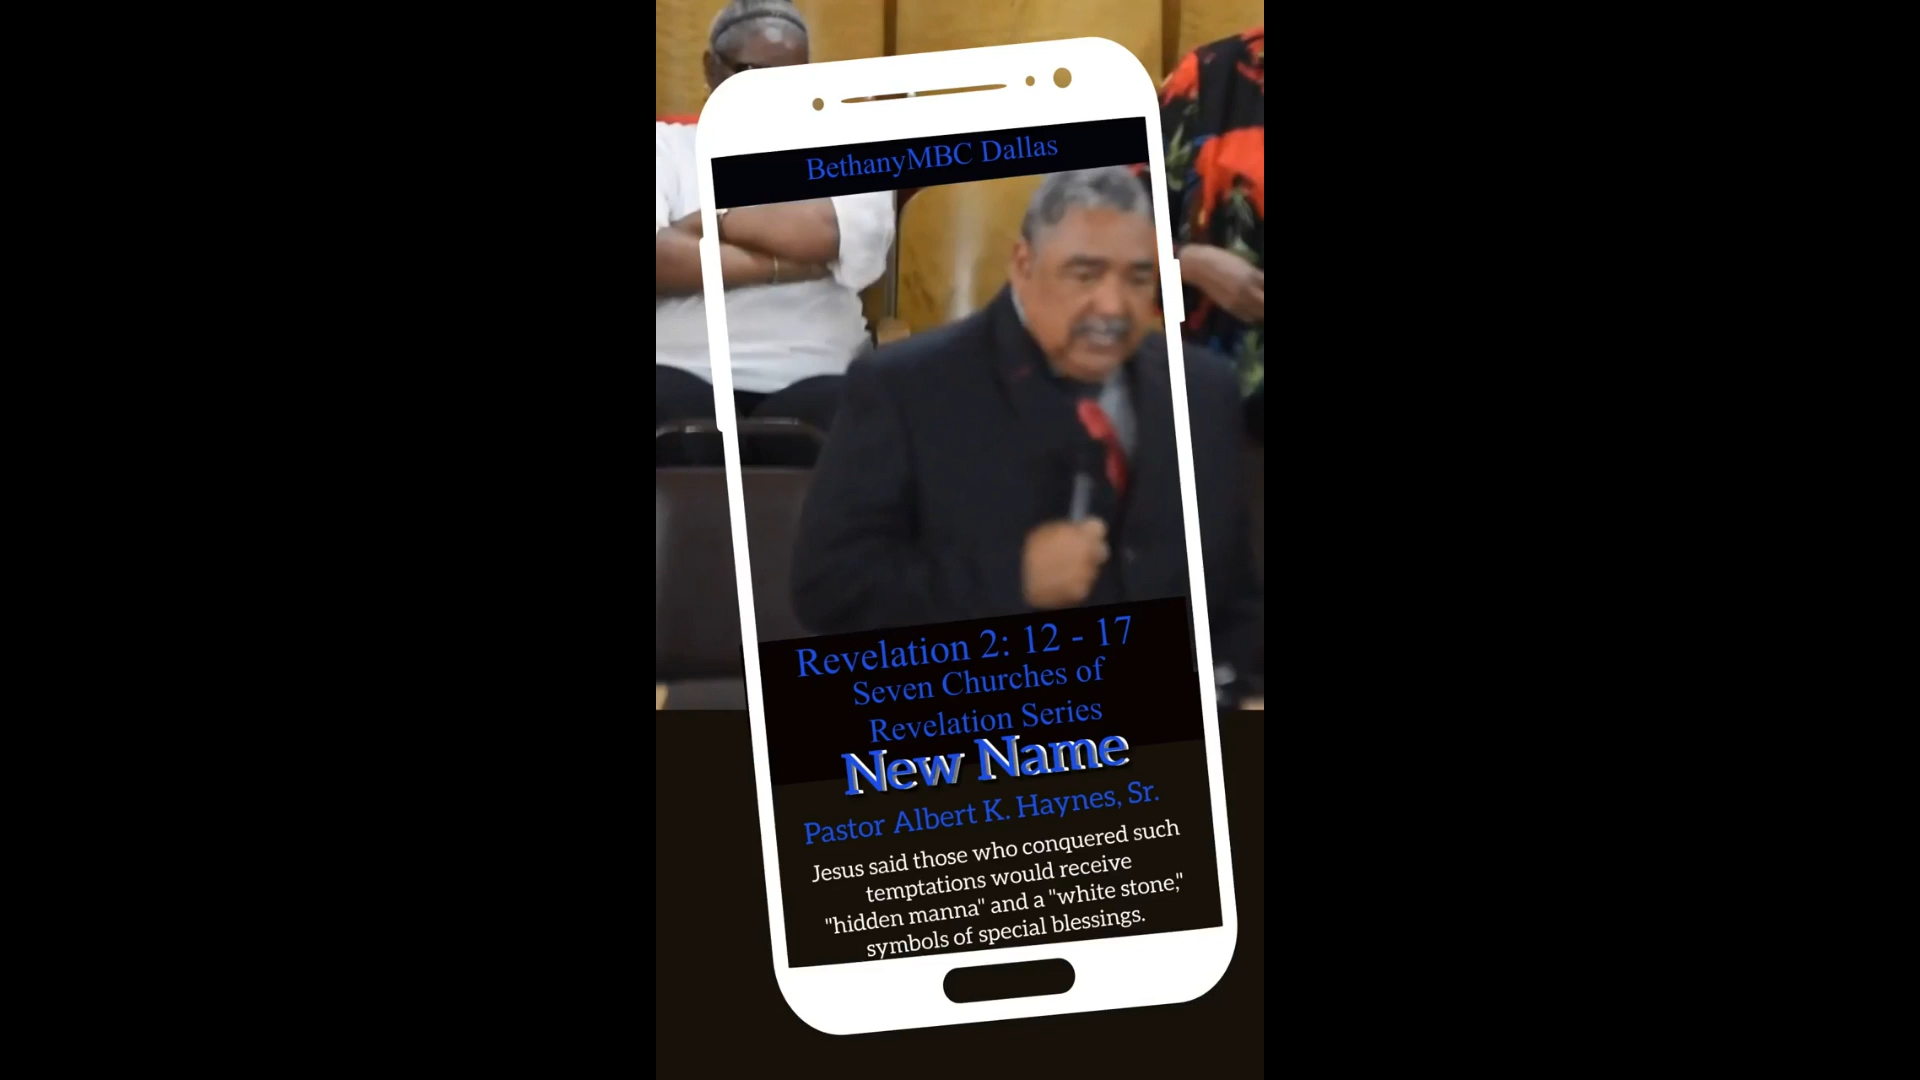 BethanyMBC Dallas
Revelation 2: 12 - 17
Seven Churches of
Revelation Series
New Name
Pastor Albert K. Haynes, Sr.
Jesus said those who conquered such
temptations would receive
"hidden manna" and a "white stone,"
symbols of special blessings.